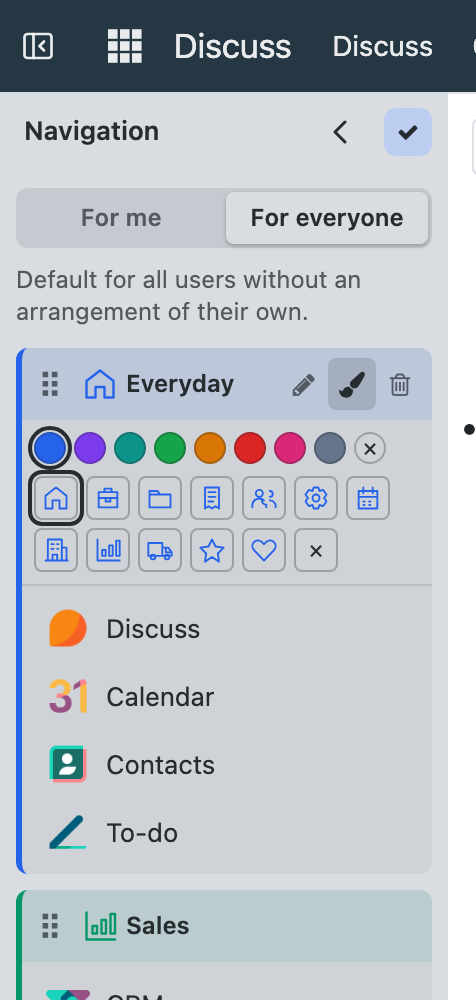 Discuss Discuss
Navigation
For me For everyone
Default for all users without an
arrangement of their own.
Everyday
Discuss
31 Calendar
Contacts
To-do
Sales
CRM